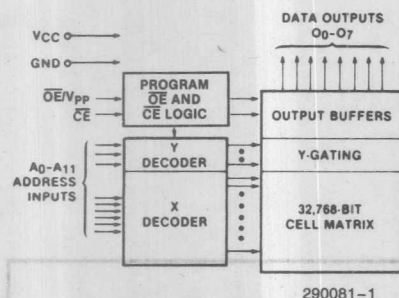 DATA OUTPUTS
O0-O7
VCC
GND
OE/VPP
CE
PROGRAM
OE AND
CE LOGIC
OUTPUT BUFFERS
A0-A11
ADDRESS
INPUTS
Y
DECODER
Y-GATING
X
DECODER
32,768-BIT
CELL MATRIX
290081-1